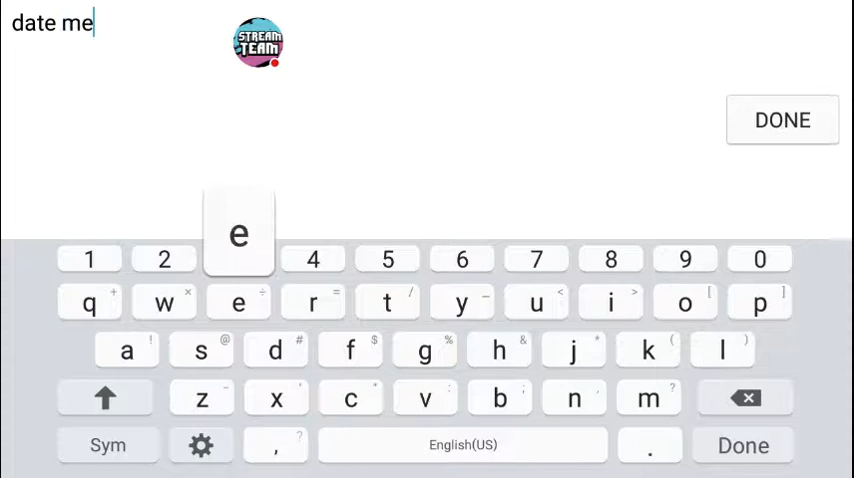 date me
STREAM
TEAM
DONE
e
1 2 4 5 6 7 8 9 0
q + w × e ÷ r = t / y _ u < i > o [ p ]
a ! s @ d # f $ g % h & j * k ( l )
z - x ' c " v : b ; n , m ?
Sym , ? English(US) . Done